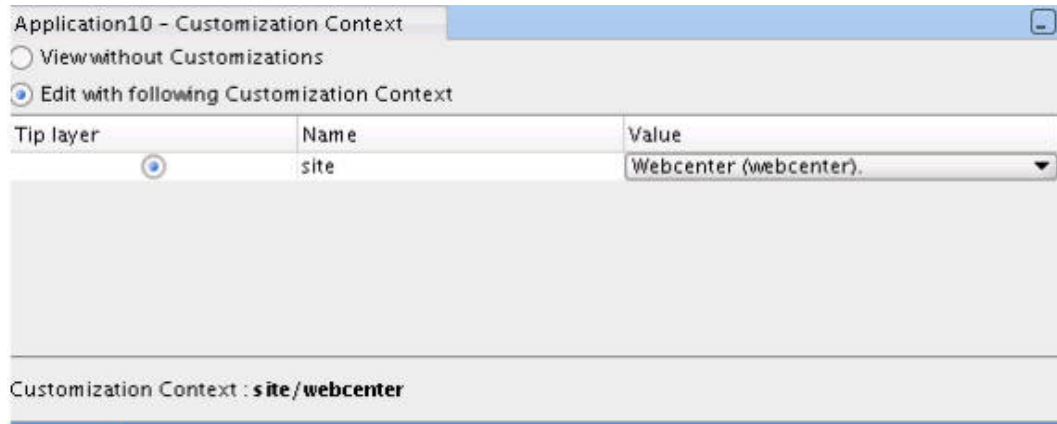 Application10 - Customization Context
View without Customizations
Edit with following Customization Context
Tip layer Name Value
site Webcenter (webcenter).
Customization Context : site/webcenter